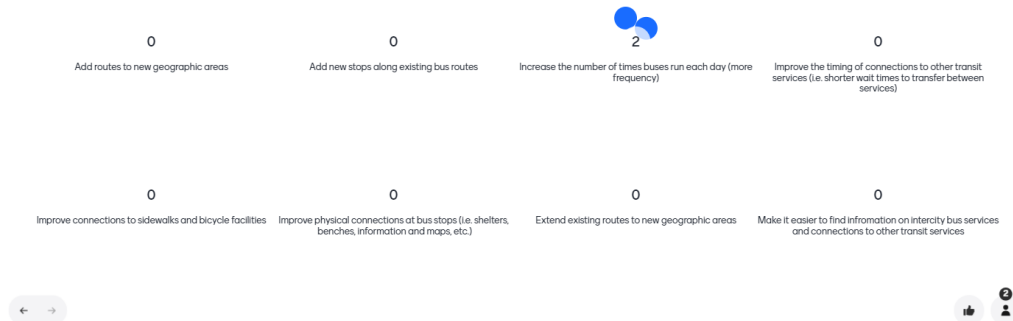 0
Add routes to new geographic areas
0
Add new stops along existing bus routes
2
Increase the number of times buses run each day (more
frequency)
0
Improve the timing of connections to other transit
services (i.e. shorter wait times to transfer between
services)
0
Improve connections to sidewalks and bicycle facilities
0
Improve physical connections at bus stops (i.e. shelters,
benches, information and maps, etc.)
0
Extend existing routes to new geographic areas
0
Make it easier to find infromation on intercity bus services
and connections to other transit services
2